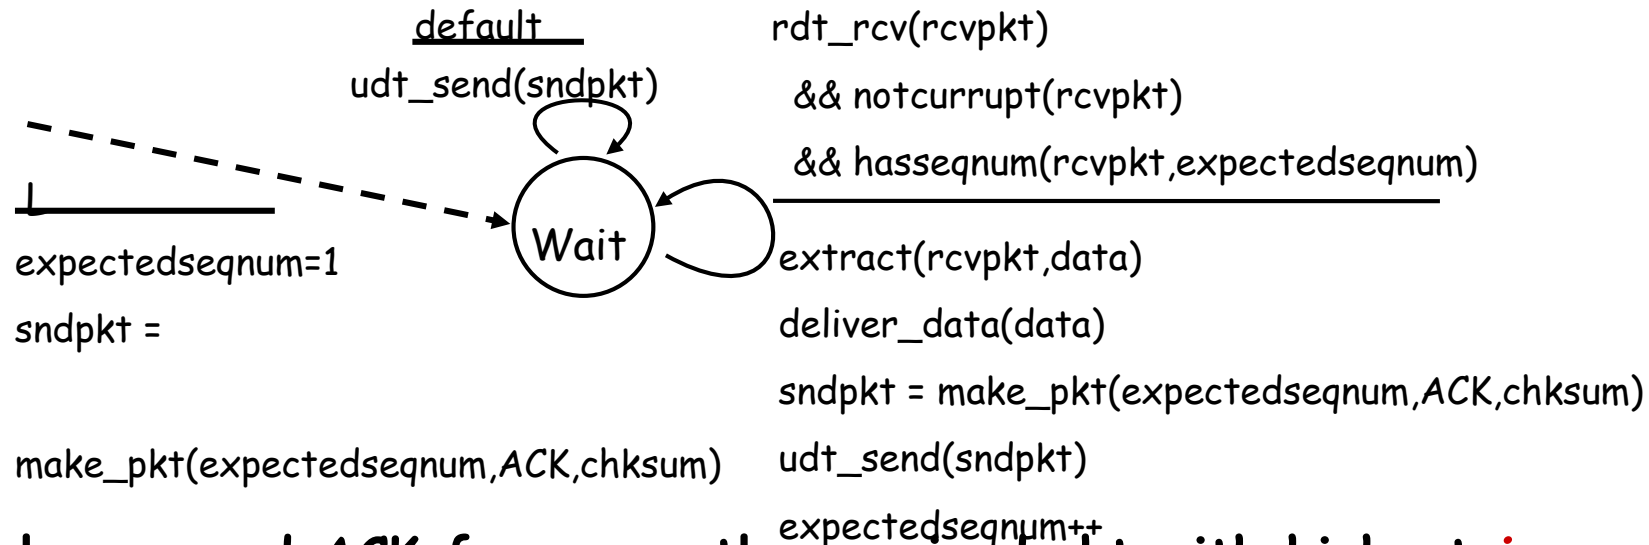 default
udt_send(sndpkt)
rdt_rcv(rcvpkt)
&& notcurrupt(rcvpkt)
&& hasseqnum(rcvpkt,expectedseqnum)
Wait
L
expectedseqnum=1
sndpkt =
make_pkt(expectedseqnum,ACK,chksum)
extract(rcvpkt,data)
deliver_data(data)
sndpkt = make_pkt(expectedseqnum,ACK,chksum)
udt_send(sndpkt)
expectedseqnum++